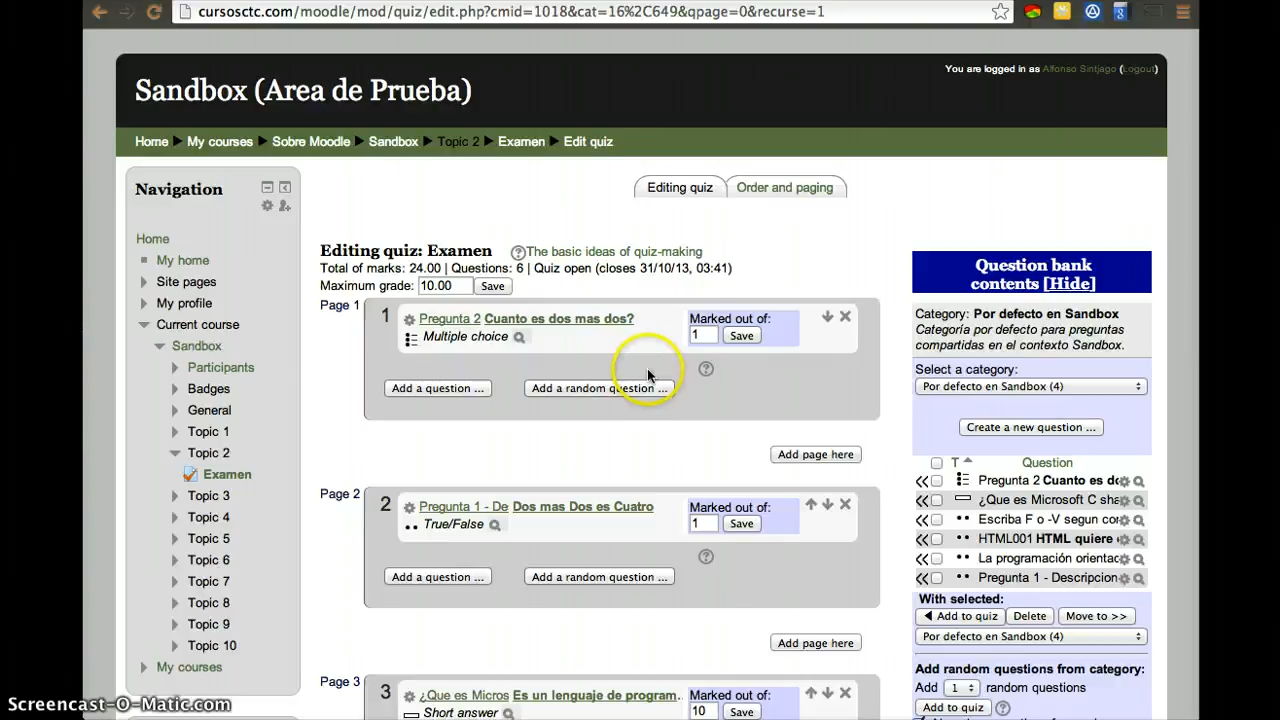 cursosctc.com/moodle/mod/quiz/edit.php?cmid=1018&cat=16%2C649&qpage=0&recurse=1
Sandbox (Area de Prueba)
You are logged in as Alfonso Sintjago (Logout)
Home ▶ My courses ▶ Sobre Moodle ▶ Sandbox ▶ Topic 2 ▶ Examen ▶ Edit quiz
Navigation
Home
My home
Site pages
My profile
Current course
Sandbox
Participants
Badges
General
Topic 1
Topic 2
Examen
Topic 3
Topic 4
Topic 5
Topic 6
Topic 7
Topic 8
Topic 9
Topic 10
My courses
Editing quiz
Order and paging
Editing quiz: Examen
The basic ideas of quiz-making
Total of marks: 24.00 | Questions: 6 | Quiz open (closes 31/10/13, 03:41)
Maximum grade: 10.00 Save
Page 1
1
Pregunta 2 Cuanto es dos mas dos?
Multiple choice
Marked out of:
1 Save
Add a question ...
Add a random question ...
Add page here
Page 2
2
Pregunta 1 - De Dos mas Dos es Cuatro
True/False
Marked out of:
1 Save
Add a question ...
Add a random question ...
Add page here
Page 3
3
¿Que es Micros Es un lenguaje de program...
Short answer
Marked out of:
10 Save
Question bank
contents [Hide]
Category: Por defecto en Sandbox
Categoría por defecto para preguntas
compartidas en el contexto Sandbox.
Select a category:
Por defecto en Sandbox (4)
Create a new question ...
T Question
Pregunta 2 Cuanto es do
¿Que es Microsoft C sha
Escriba F o -V segun cor
HTML001 HTML quiere
La programación orientac
Pregunta 1 - Descripcion
With selected:
Add to quiz Delete Move to >>
Por defecto en Sandbox (4)
Add random questions from category:
Add 1 random questions
Add to quiz
Screencast-O-Matic.com